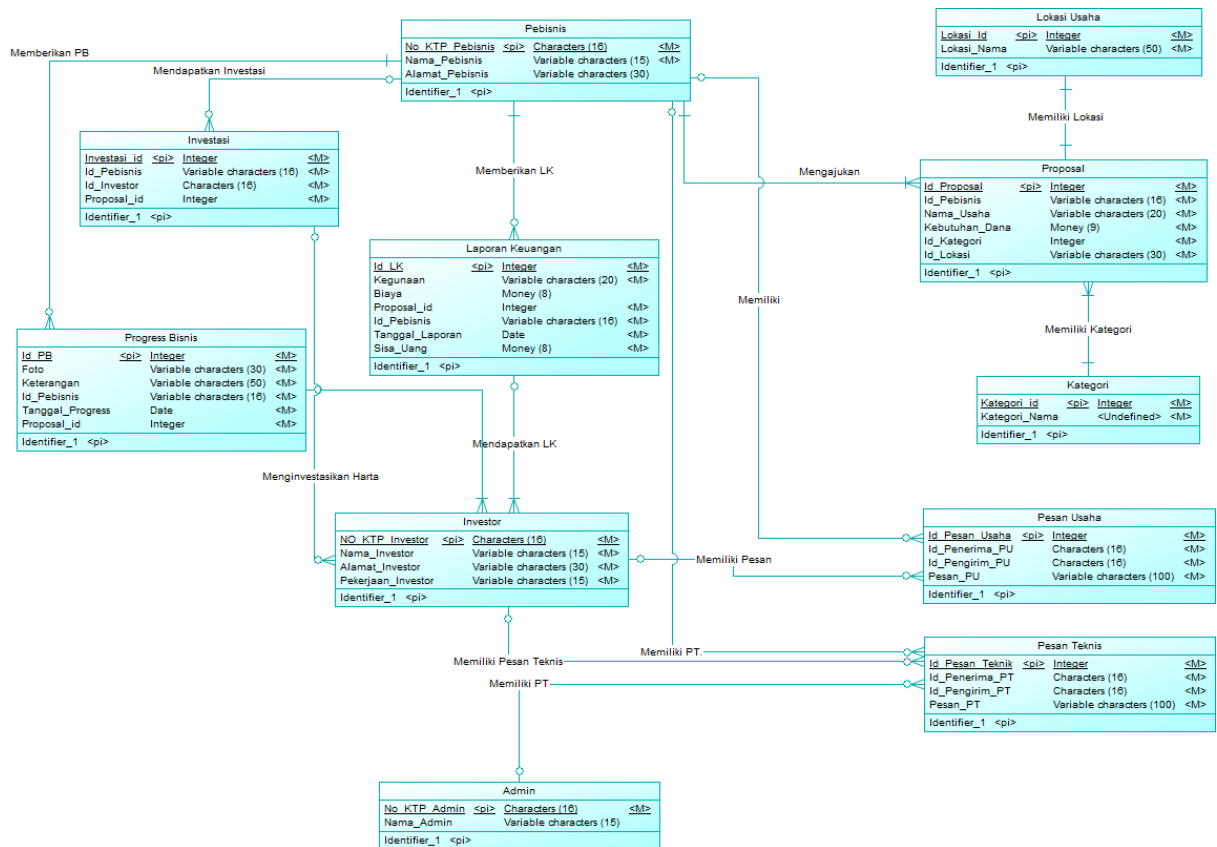 Pebisnis
No_KTP_Pebisnis <pi> Characters (16) <M>
Nama_Pebisnis Variable characters (15) <M>
Alamat_Pebisnis Variable characters (30)
Identifier_1 <pi>
Lokasi Usaha
Lokasi_Id <pi> Integer <M>
Lokasi_Nama Variable characters (50) <M>
Identifier_1 <pi>
Memberikan PB
Mendapatkan Investasi
Memiliki Lokasi
Investasi
Investasi_id <pi> Integer <M>
Id_Pebisnis Variable characters (16) <M>
Id_Investor Characters (16) <M>
Proposal_id Integer <M>
Identifier_1 <pi>
Memberikan LK
Mengajukan
Proposal
Id_Proposal <pi> Integer <M>
Id_Pebisnis Variable characters (16) <M>
Nama_Usaha Variable characters (20) <M>
Kebutuhan_Dana Money (9) <M>
Id_Kategori Integer <M>
Id_Lokasi Variable characters (30) <M>
Identifier_1 <pi>
Laporan Keuangan
Id_LK <pi> Integer <M>
Kegunaan Variable characters (20) <M>
Biaya Money (8)
Proposal_id Integer <M>
Id_Pebisnis Variable characters (16) <M>
Tanggal_Laporan Date <M>
Sisa_Uang Money (8) <M>
Identifier_1 <pi>
Memiliki
Memiliki Kategori
Progress Bisnis
Id_PB <pi> Integer <M>
Foto Variable characters (30) <M>
Keterangan Variable characters (50) <M>
Id_Pebisnis Variable characters (16) <M>
Tanggal_Progress Date <M>
Proposal_id Integer <M>
Identifier_1 <pi>
Kategori
Kategori_id <pi> Integer <M>
Kategori_Nama <Undefined> <M>
Identifier_1 <pi>
Mendapatkan LK
Menginvestasikan Harta
Investor
NO_KTP_Investor <pi> Characters (16) <M>
Nama_Investor Variable characters (15) <M>
Alamat_Investor Variable characters (30) <M>
Pekerjaan_Investor Variable characters (15) <M>
Identifier_1 <pi>
Memiliki Pesan
Pesan Usaha
Id_Pesan_Usaha <pi> Integer <M>
Id_Penerima_PU Characters (16) <M>
Id_Pengirim_PU Characters (16) <M>
Pesan_PU Variable characters (100) <M>
Identifier_1 <pi>
Memiliki PT.
Memiliki Pesan Teknis
Memiliki PT
Pesan Teknis
Id_Pesan_Teknik <pi> Integer <M>
Id_Penerima_PT Characters (16) <M>
Id_Pengirim_PT Characters (16) <M>
Pesan_PT Variable characters (100) <M>
Identifier_1 <pi>
Admin
No_KTP_Admin <pi> Characters (16) <M>
Nama_Admin Variable characters (15)
Identifier_1 <pi>